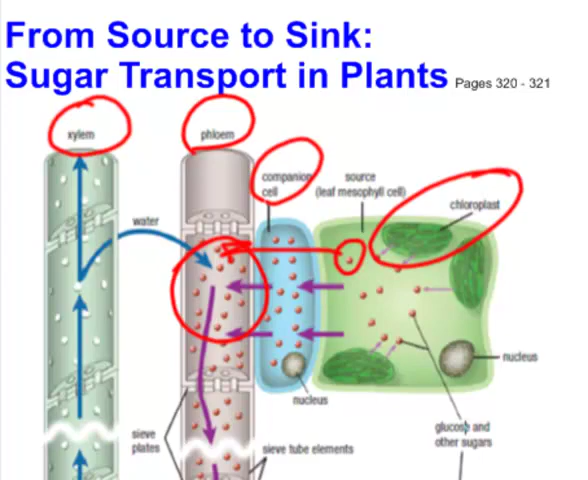 From Source to Sink:
Sugar Transport in Plants Pages 320 - 321
xylem
phloem
companion
cell
source
(leaf mesophyll cell)
chloroplast
water
nucleus
nucleus
glucose and
other sugars
sieve
plates
sieve tube elements